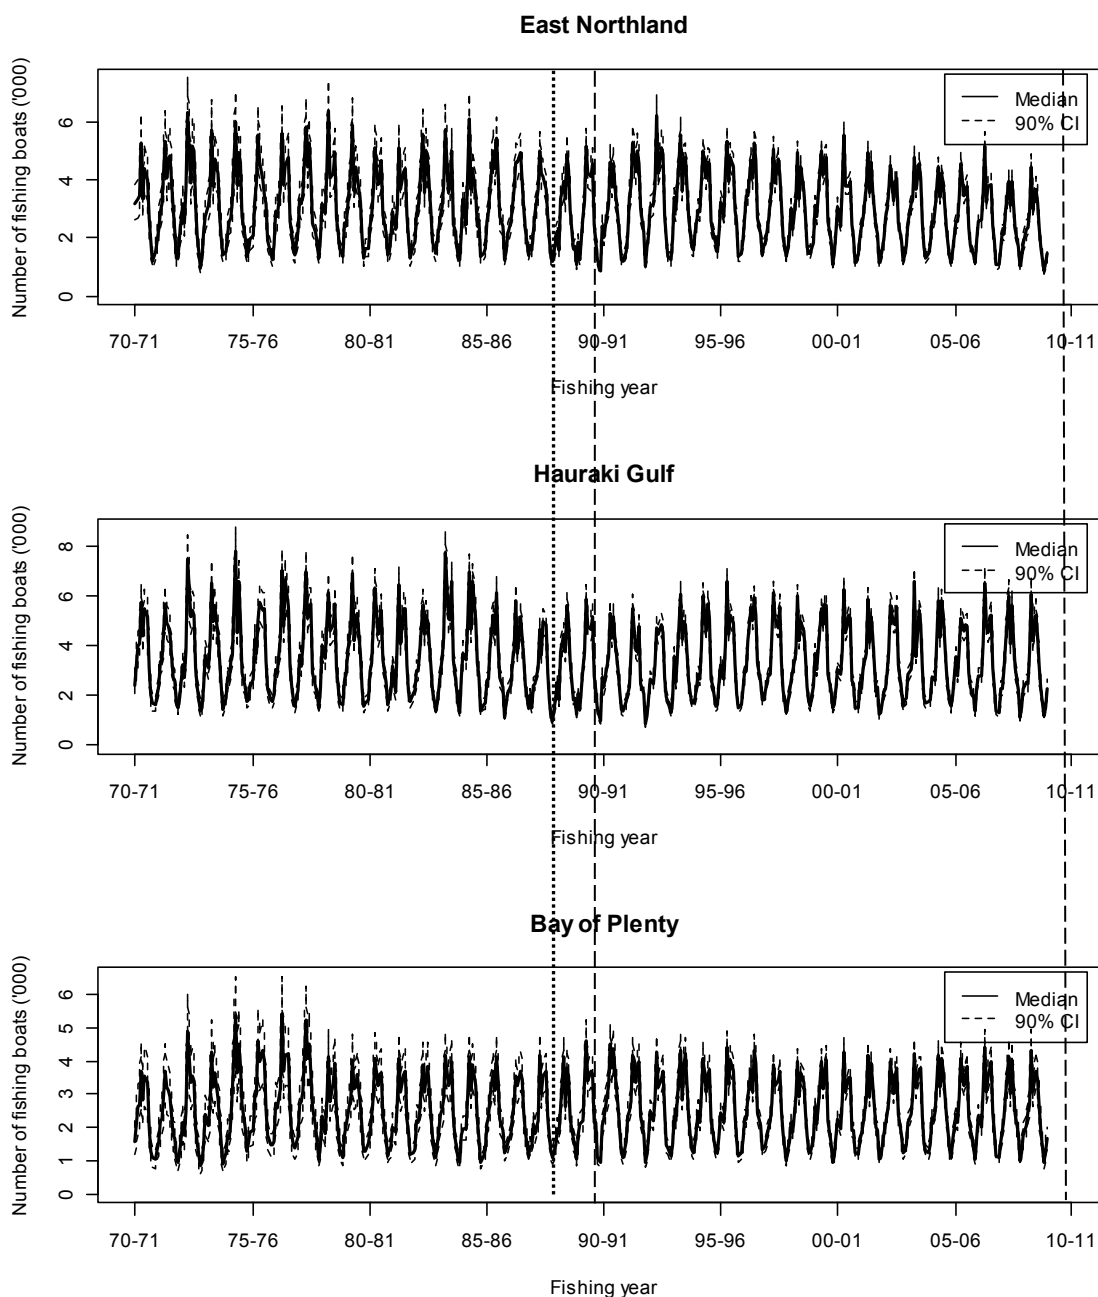 East Northland
Number of fishing boats ('000)
6
4
2
0
Median
90% CI
70-71 75-76 80-81 85-86 90-91 95-96 00-01 05-06 10-11
Fishing year
Hauraki Gulf
Number of fishing boats ('000)
8
6
4
2
0
Median
90% CI
70-71 75-76 80-81 85-86 90-91 95-96 00-01 05-06 10-11
Fishing year
Bay of Plenty
Number of fishing boats ('000)
6
5
4
3
2
1
0
Median
90% CI
70-71 75-76 80-81 85-86 90-91 95-96 00-01 05-06 10-11
Fishing year